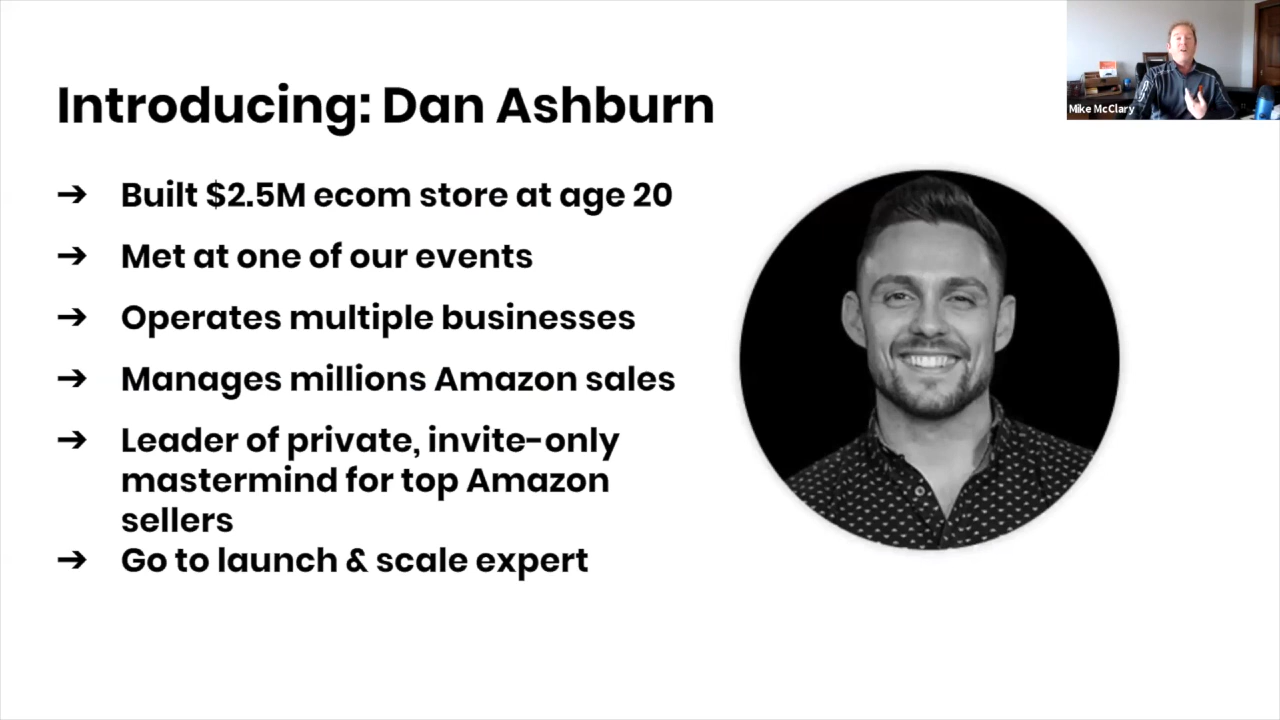 Mike McClary
Introducing: Dan Ashburn
➔ Built $2.5M ecom store at age 20
➔ Met at one of our events
➔ Operates multiple businesses
➔ Manages millions Amazon sales
➔ Leader of private, invite-only
mastermind for top Amazon
sellers
➔ Go to launch & scale expert